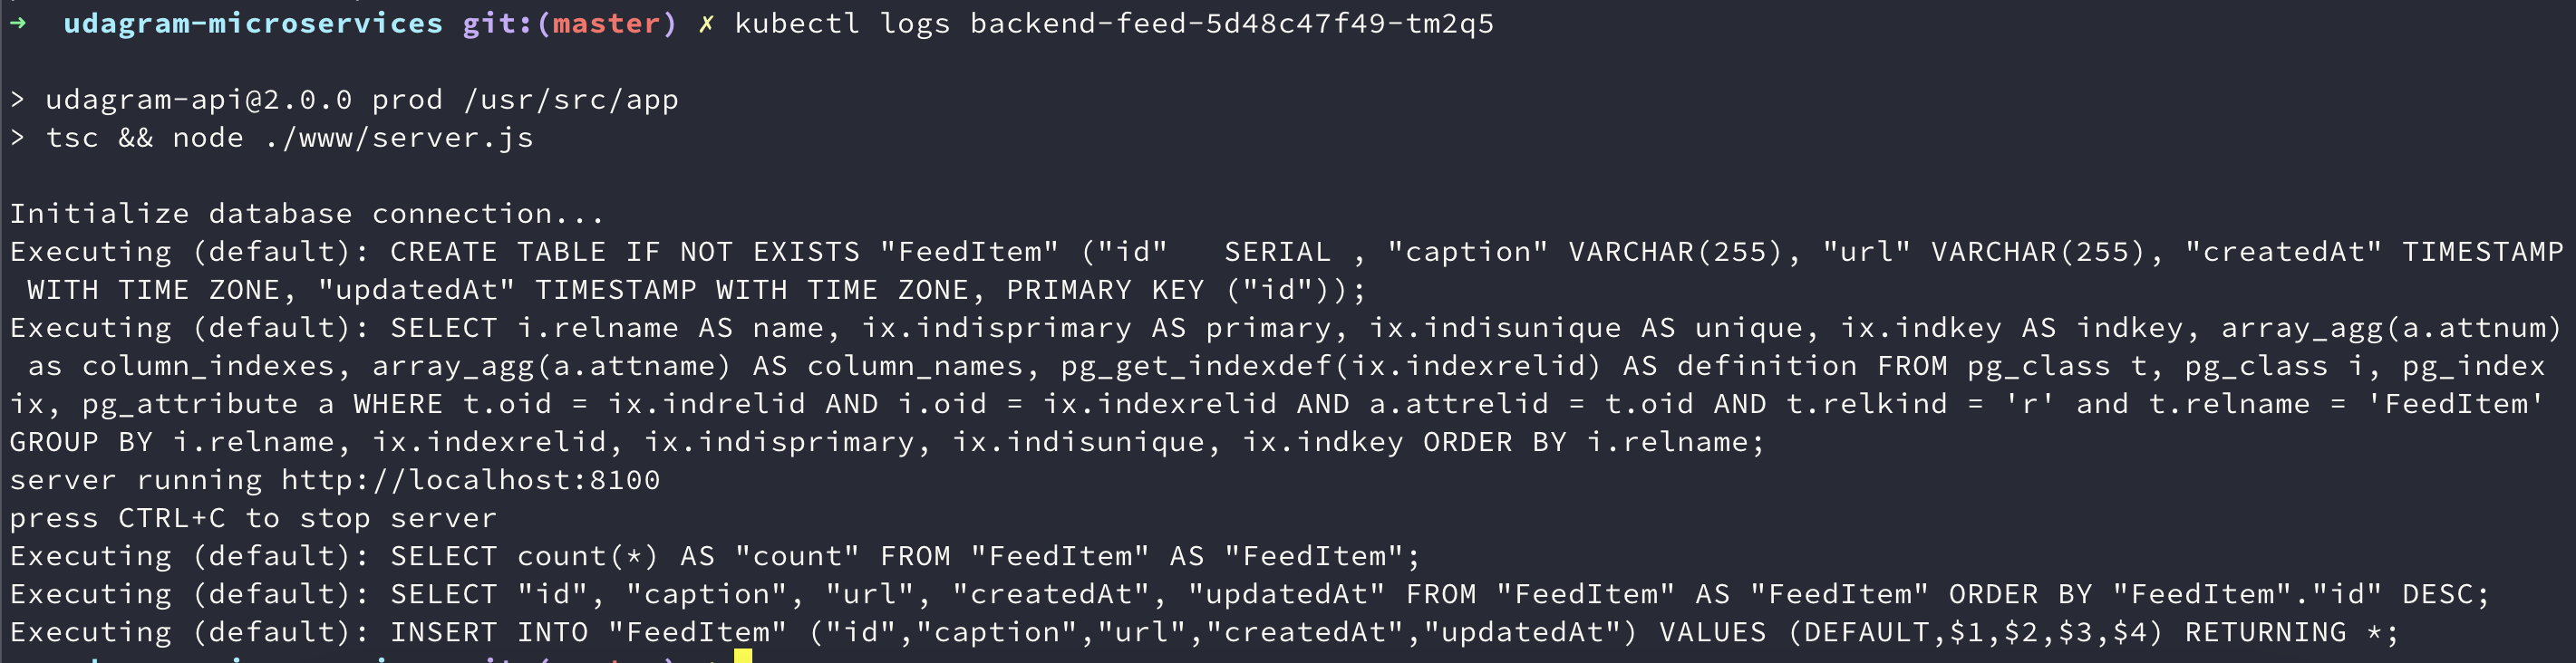 ➜  udagram-microservices git:(master) ✗ kubectl logs backend-feed-5d48c47f49-tm2q5
> udagram-api@2.0.0 prod /usr/src/app
> tsc && node ./www/server.js
Initialize database connection...
Executing (default): CREATE TABLE IF NOT EXISTS "FeedItem" ("id"   SERIAL , "caption" VARCHAR(255), "url" VARCHAR(255), "createdAt" TIMESTAMP
 WITH TIME ZONE, "updatedAt" TIMESTAMP WITH TIME ZONE, PRIMARY KEY ("id"));
Executing (default): SELECT i.relname AS name, ix.indisprimary AS primary, ix.indisunique AS unique, ix.indkey AS indkey, array_agg(a.attnum)
 as column_indexes, array_agg(a.attname) AS column_names, pg_get_indexdef(ix.indexrelid) AS definition FROM pg_class t, pg_class i, pg_index
ix, pg_attribute a WHERE t.oid = ix.indrelid AND i.oid = ix.indexrelid AND a.attrelid = t.oid AND t.relkind = 'r' and t.relname = 'FeedItem'
GROUP BY i.relname, ix.indexrelid, ix.indisprimary, ix.indisunique, ix.indkey ORDER BY i.relname;
server running http://localhost:8100
press CTRL+C to stop server
Executing (default): SELECT count(*) AS "count" FROM "FeedItem" AS "FeedItem";
Executing (default): SELECT "id", "caption", "url", "createdAt", "updatedAt" FROM "FeedItem" AS "FeedItem" ORDER BY "FeedItem"."id" DESC;
Executing (default): INSERT INTO "FeedItem" ("id","caption","url","createdAt","updatedAt") VALUES (DEFAULT,$1,$2,$3,$4) RETURNING *;